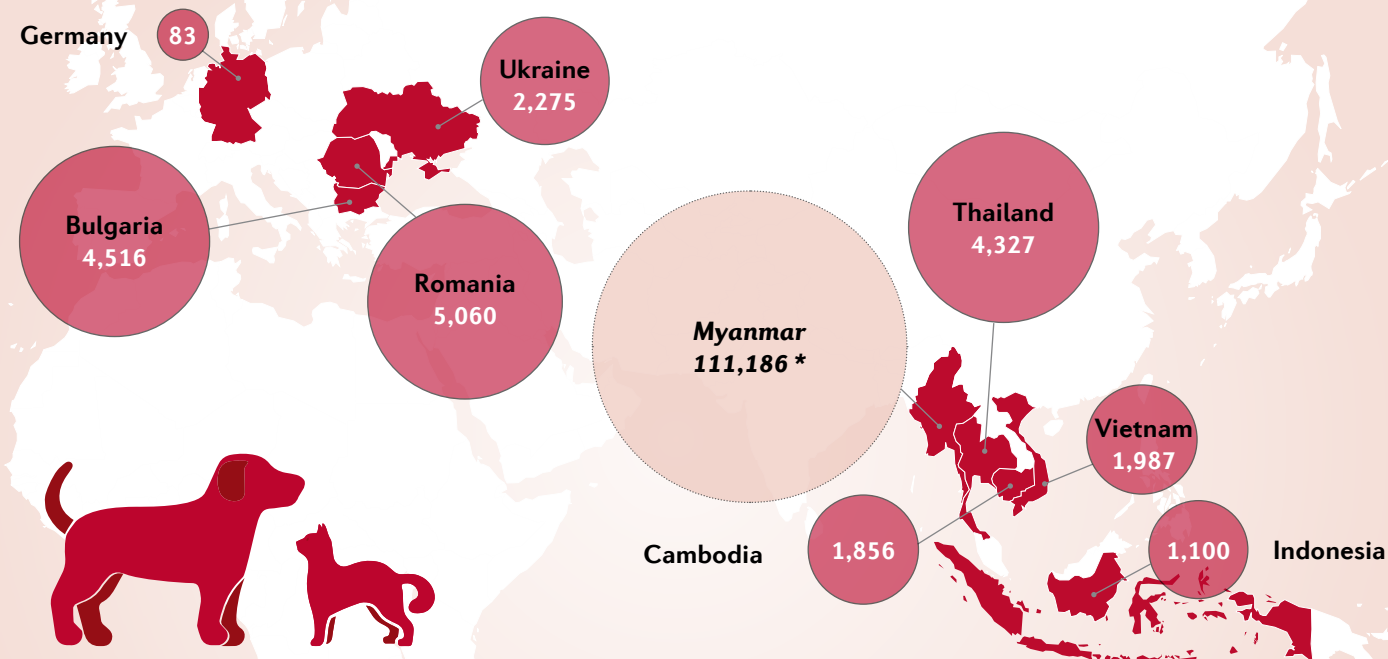 Germany
83
Ukraine
2,275
Bulgaria
4,516
Romania
5,060
Myanmar
111,186 *
Thailand
4,327
Vietnam
1,987
Cambodia
1,856
1,100
Indonesia